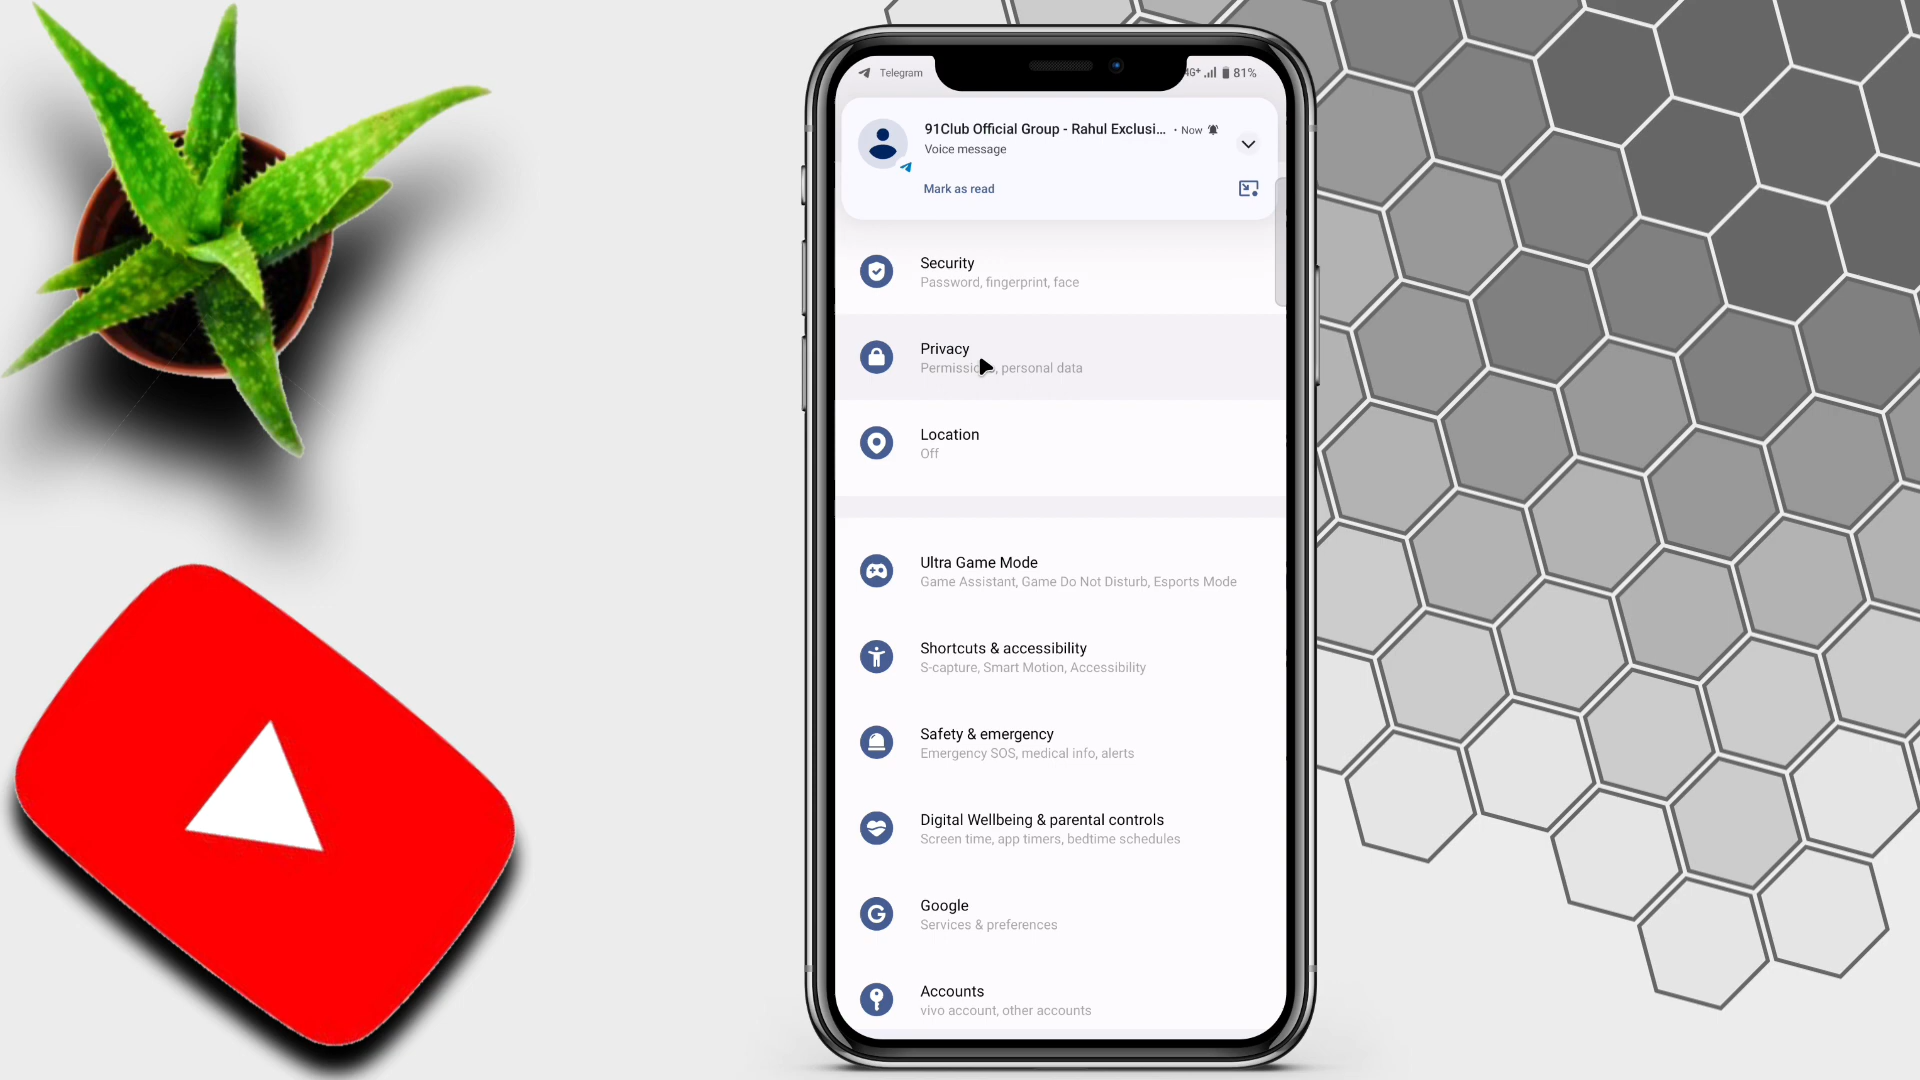 Telegram
4G+ 81%
91Club Official Group - Rahul Exclusi... • Now
Voice message
Mark as read
Security
Password, fingerprint, face
Privacy
personal data
Location
Off
Ultra Game Mode
Game Assistant, Game Do Not Disturb, Esports Mode
Shortcuts & accessibility
S-capture, Smart Motion, Accessibility
Safety & emergency
Emergency SOS, medical info, alerts
Digital Wellbeing & parental controls
Screen time, app timers, bedtime schedules
Google
Services & preferences
Accounts
vivo account, other accounts